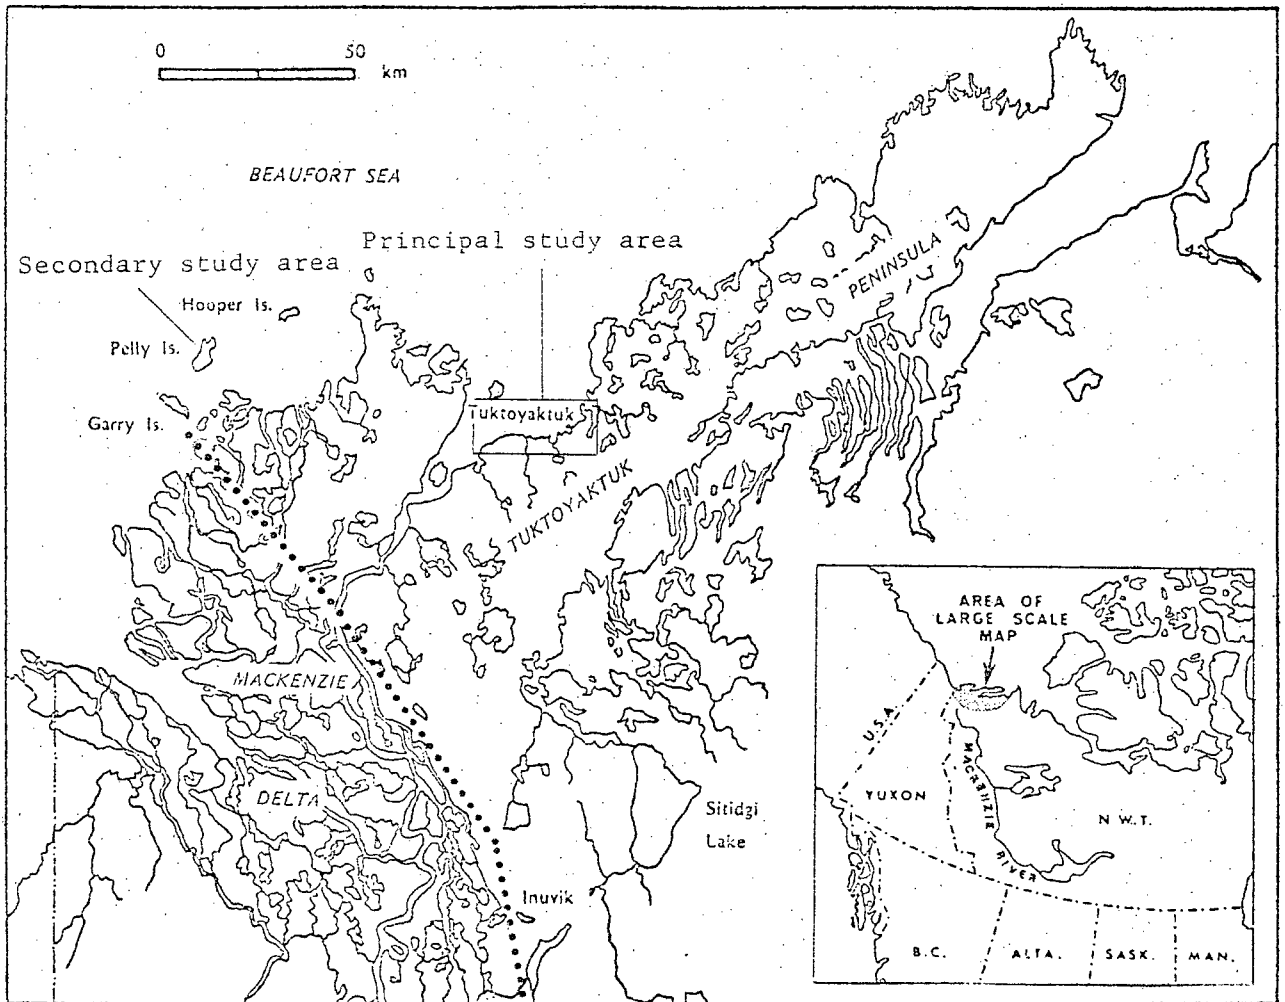 0 50
km
BEAUFORT SEA
Principal study area
Secondary study area
Hooper Is.
Pelly Is.
Garry Is.
Tuktoyaktuk
TUKTOYAKTUK
PENINSULA
MACKENZIE
DELTA
Sitidgi
Lake
Inuvik
AREA OF
LARGE SCALE
MAP
U.S.A.
YUXON
MACKENZIE
RIVER
N W.T.
B.C.
ALTA.
SASK.
MAN.